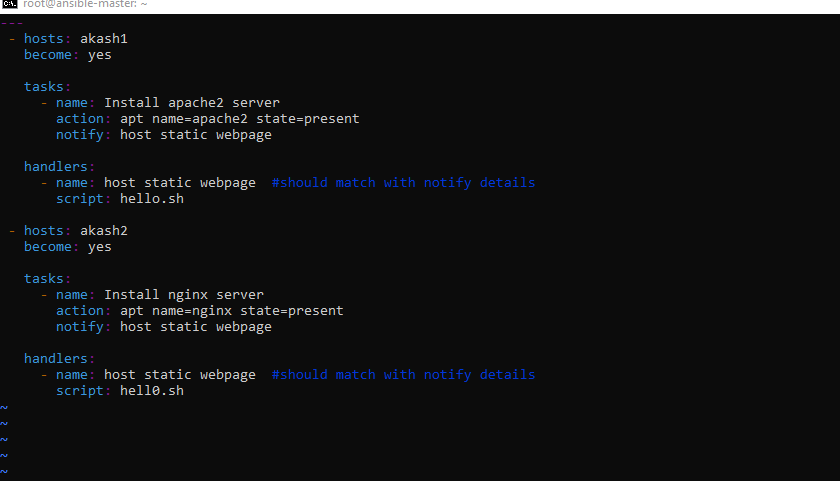 root@ansible-master: ~
---
- hosts: akash1
become: yes
tasks:
- name: Install apache2 server
action: apt name=apache2 state=present
notify: host static webpage
handlers:
- name: host static webpage #should match with notify details
script: hello.sh
- hosts: akash2
become: yes
tasks:
- name: Install nginx server
action: apt name=nginx state=present
notify: host static webpage
handlers:
- name: host static webpage #should match with notify details
script: hell0.sh
~
~
~
~
~